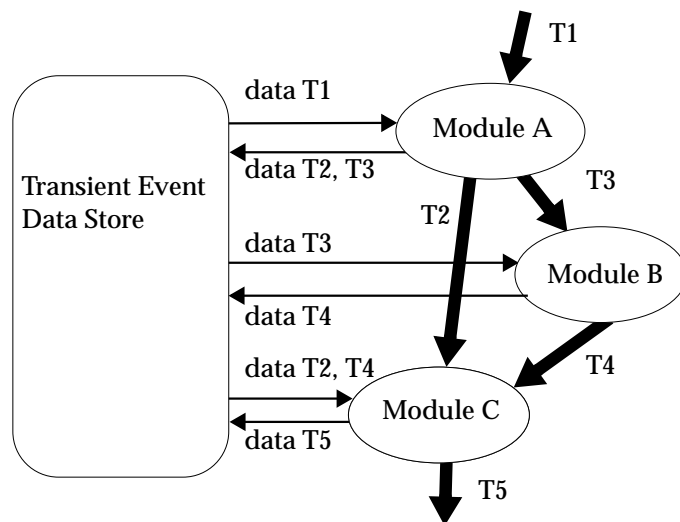 T1
data T1
Module A
data T2, T3
Transient Event
Data Store
T3
T2
data T3
Module B
data T4
data T2, T4
T4
Module C
data T5
T5